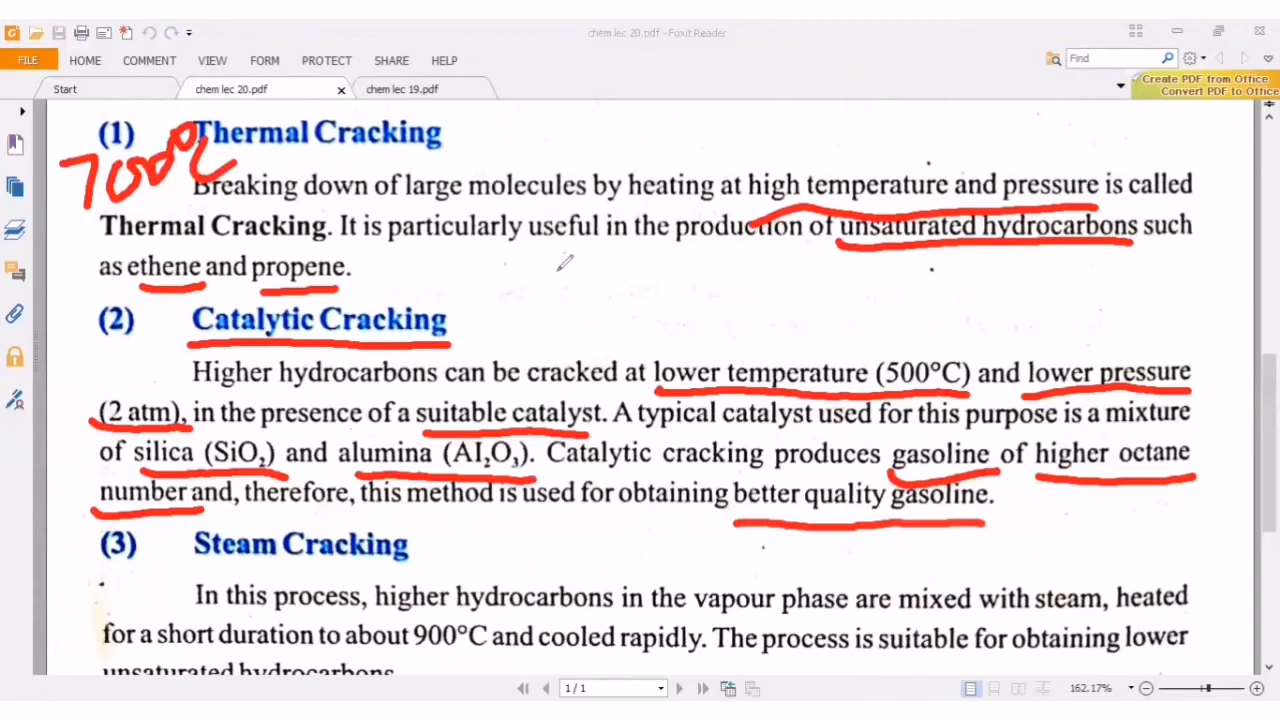 chem lec 20.pdf - Foxit Reader
FILE HOME COMMENT VIEW FORM PROTECT SHARE HELP Find
Create PDF from Office
Convert PDF to Office
Start chem lec 20.pdf chem lec 19.pdf
(1) Thermal Cracking
700°C
Breaking down of large molecules by heating at high temperature and pressure is called
Thermal Cracking. It is particularly useful in the production of unsaturated hydrocarbons such
as ethene and propene.
(2) Catalytic Cracking
Higher hydrocarbons can be cracked at lower temperature (500°C) and lower pressure
(2 atm), in the presence of a suitable catalyst. A typical catalyst used for this purpose is a mixture
of silica (SiO₂) and alumina (AI₂O₃). Catalytic cracking produces gasoline of higher octane
number and, therefore, this method is used for obtaining better quality gasoline.
(3) Steam Cracking
In this process, higher hydrocarbons in the vapour phase are mixed with steam, heated
for a short duration to about 900°C and cooled rapidly. The process is suitable for obtaining lower
unsaturated hydrocarbons.
1 / 1 162.17%